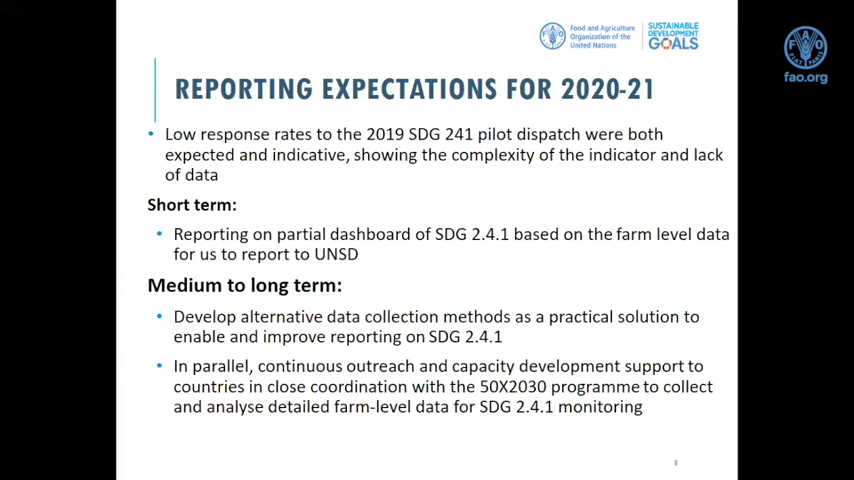 Food and Agriculture
Organization of the
United Nations
SUSTAINABLE
DEVELOPMENT
GOALS
FAO
FIAT PANIS
fao.org
REPORTING EXPECTATIONS FOR 2020-21
• Low response rates to the 2019 SDG 241 pilot dispatch were both
expected and indicative, showing the complexity of the indicator and lack
of data
Short term:
• Reporting on partial dashboard of SDG 2.4.1 based on the farm level data
for us to report to UNSD
Medium to long term:
• Develop alternative data collection methods as a practical solution to
enable and improve reporting on SDG 2.4.1
• In parallel, continuous outreach and capacity development support to
countries in close coordination with the 50X2030 programme to collect
and analyse detailed farm-level data for SDG 2.4.1 monitoring
8